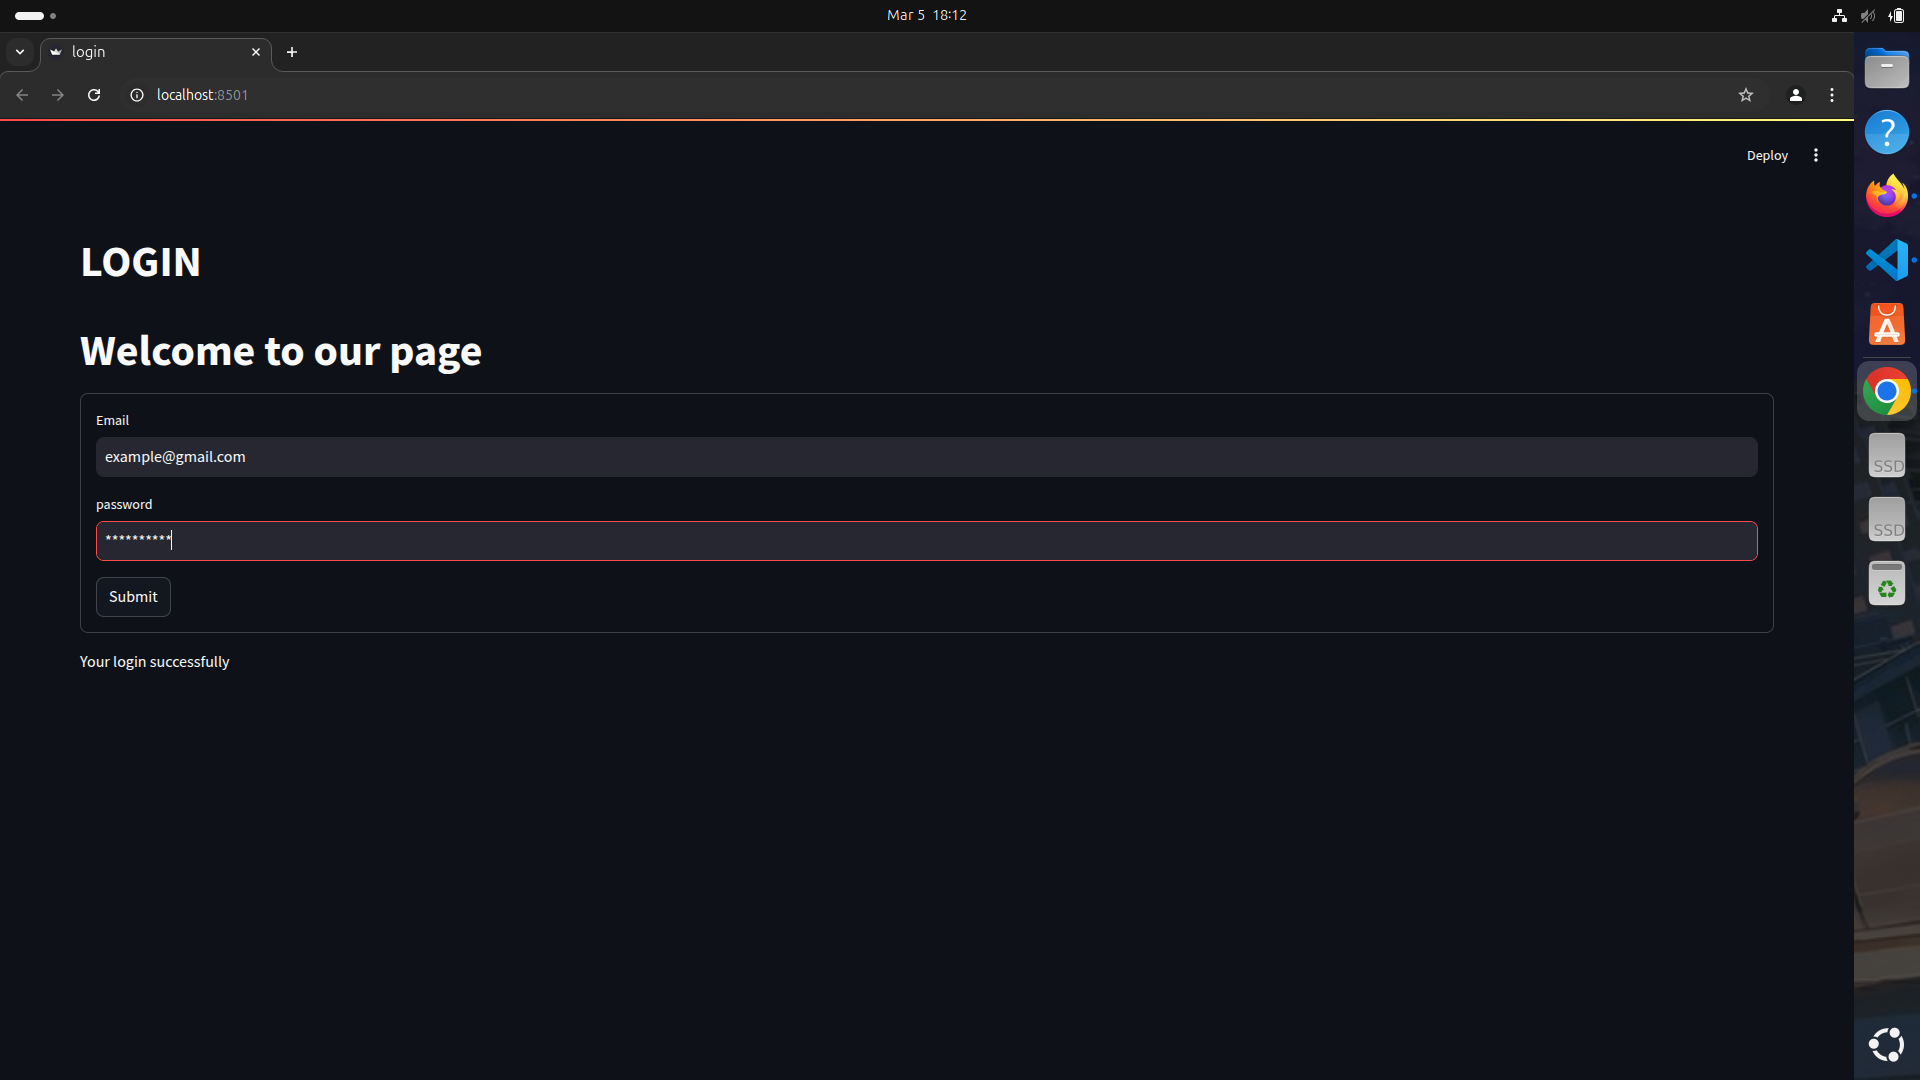 Mar 5 18:12
login
localhost:8501
Deploy
LOGIN
Welcome to our page
Email
example@gmail.com
password
**********
Submit
Your login successfully
SSD
SSD